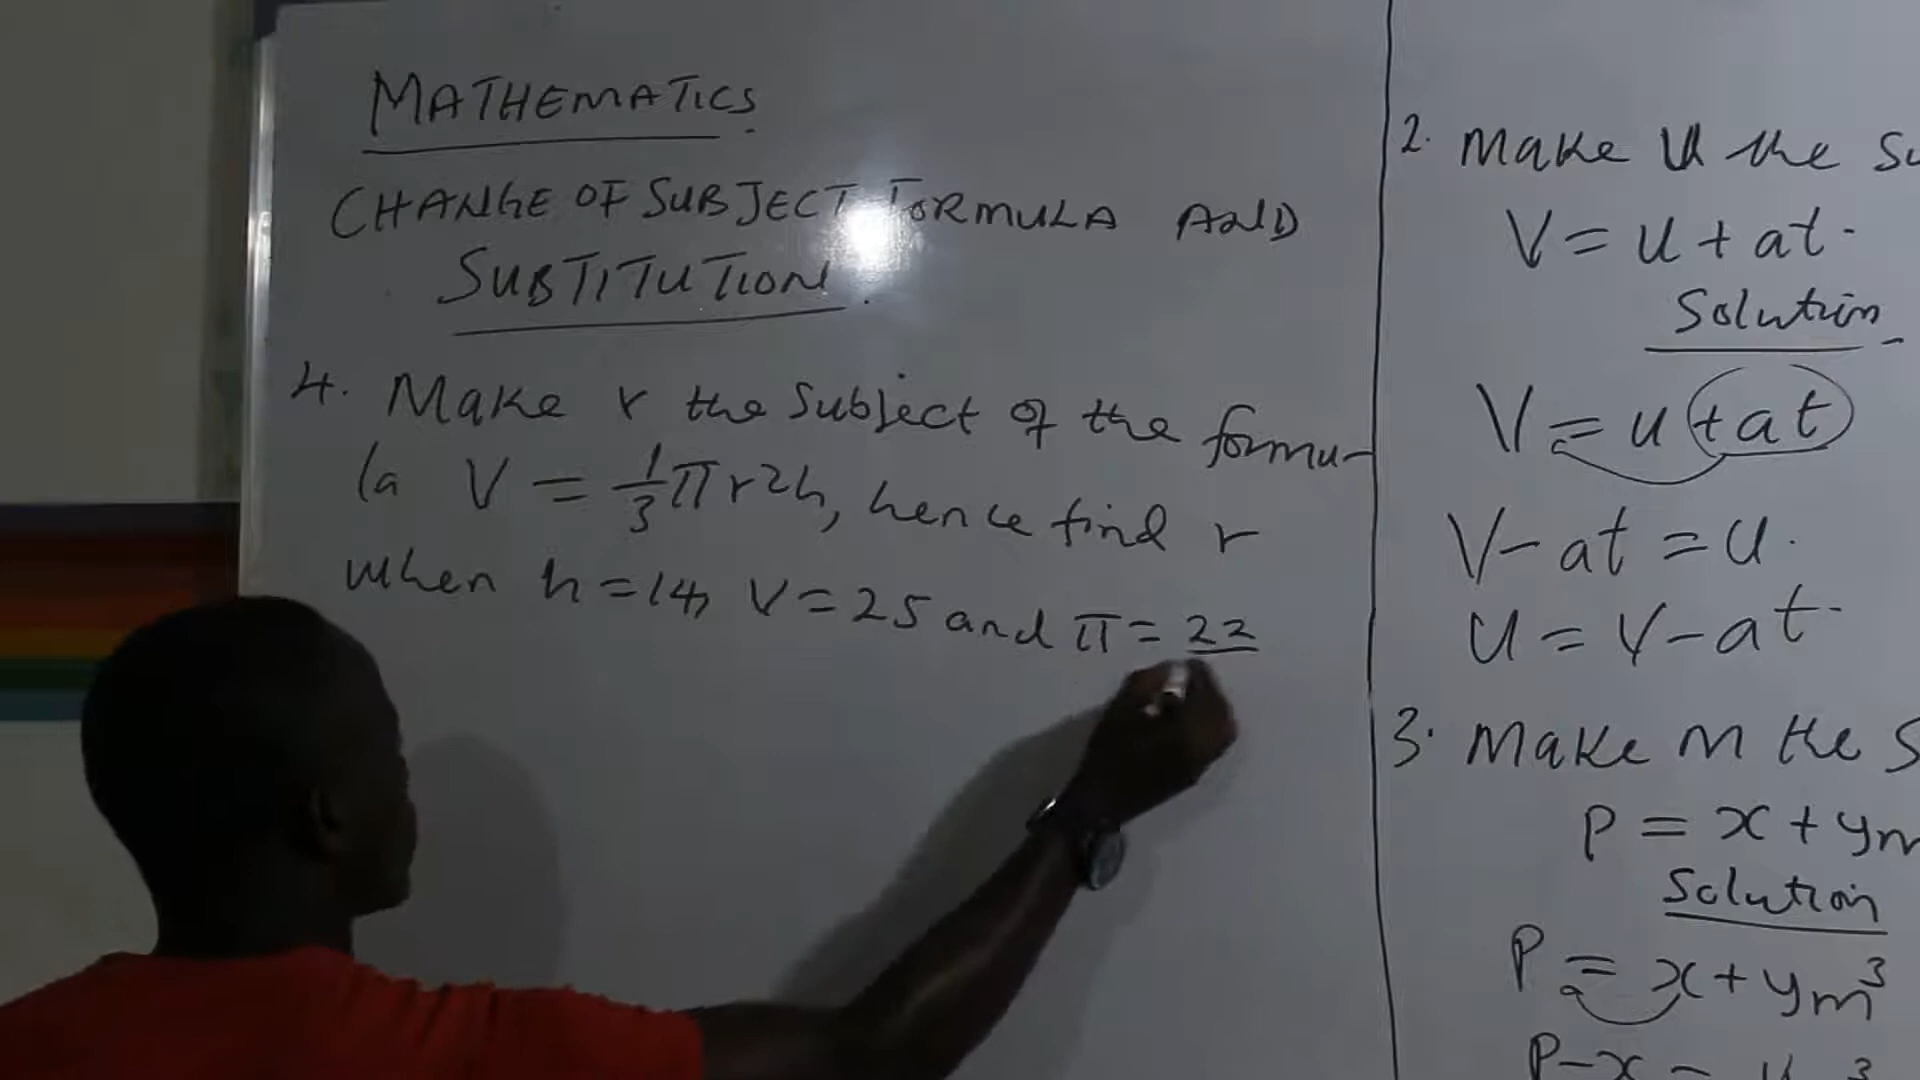 MATHEMATICS.
CHANGE OF SUBJECT FORMULA AND
SUBTITUTION.
4. Make r the Subject of the formu-
la V = 1/3 πr2h, hence find r
when h = 14, V = 25 and π = 22
2. Make U the Su
V = u + at.
Solution
V = u + at
V - at = u.
u = V - at.
3. Make m the S
P = x + ym
Solution
P = x + ym³
P - x =